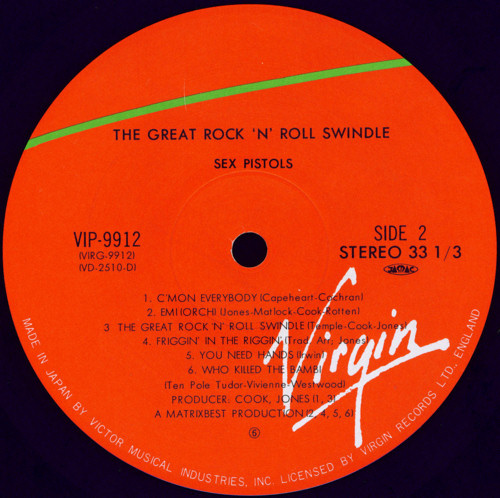 THE GREAT ROCK 'N' ROLL SWINDLE
SEX PISTOLS
VIP-9912
(VIRG-9912)
(VD-2510-D)
SIDE 2
STEREO 33 1/3
JASRAC
1. C'MON EVERYBODY (Capeheart-Cochran)
2. EMI (ORCH) (Jones-Matlock-Cook-Rotten)
3 THE GREAT ROCK 'N' ROLL SWINDLE (Temple-Cook-Jones)
4. FRIGGIN' IN THE RIGGIN' (Trad. Arr. Jones)
5. YOU NEED HANDS (Irwin)
6. WHO KILLED THE BAMBI
(Ten Pole Tudor-Vivienne Westwood)
PRODUCER: COOK, JONES (1, 3)
A MATRIXBEST PRODUCTION (2, 4, 5, 6)
Virgin
MADE IN JAPAN BY VICTOR MUSICAL INDUSTRIES, INC. LICENSED BY VIRGIN RECORDS LTD. ENGLAND